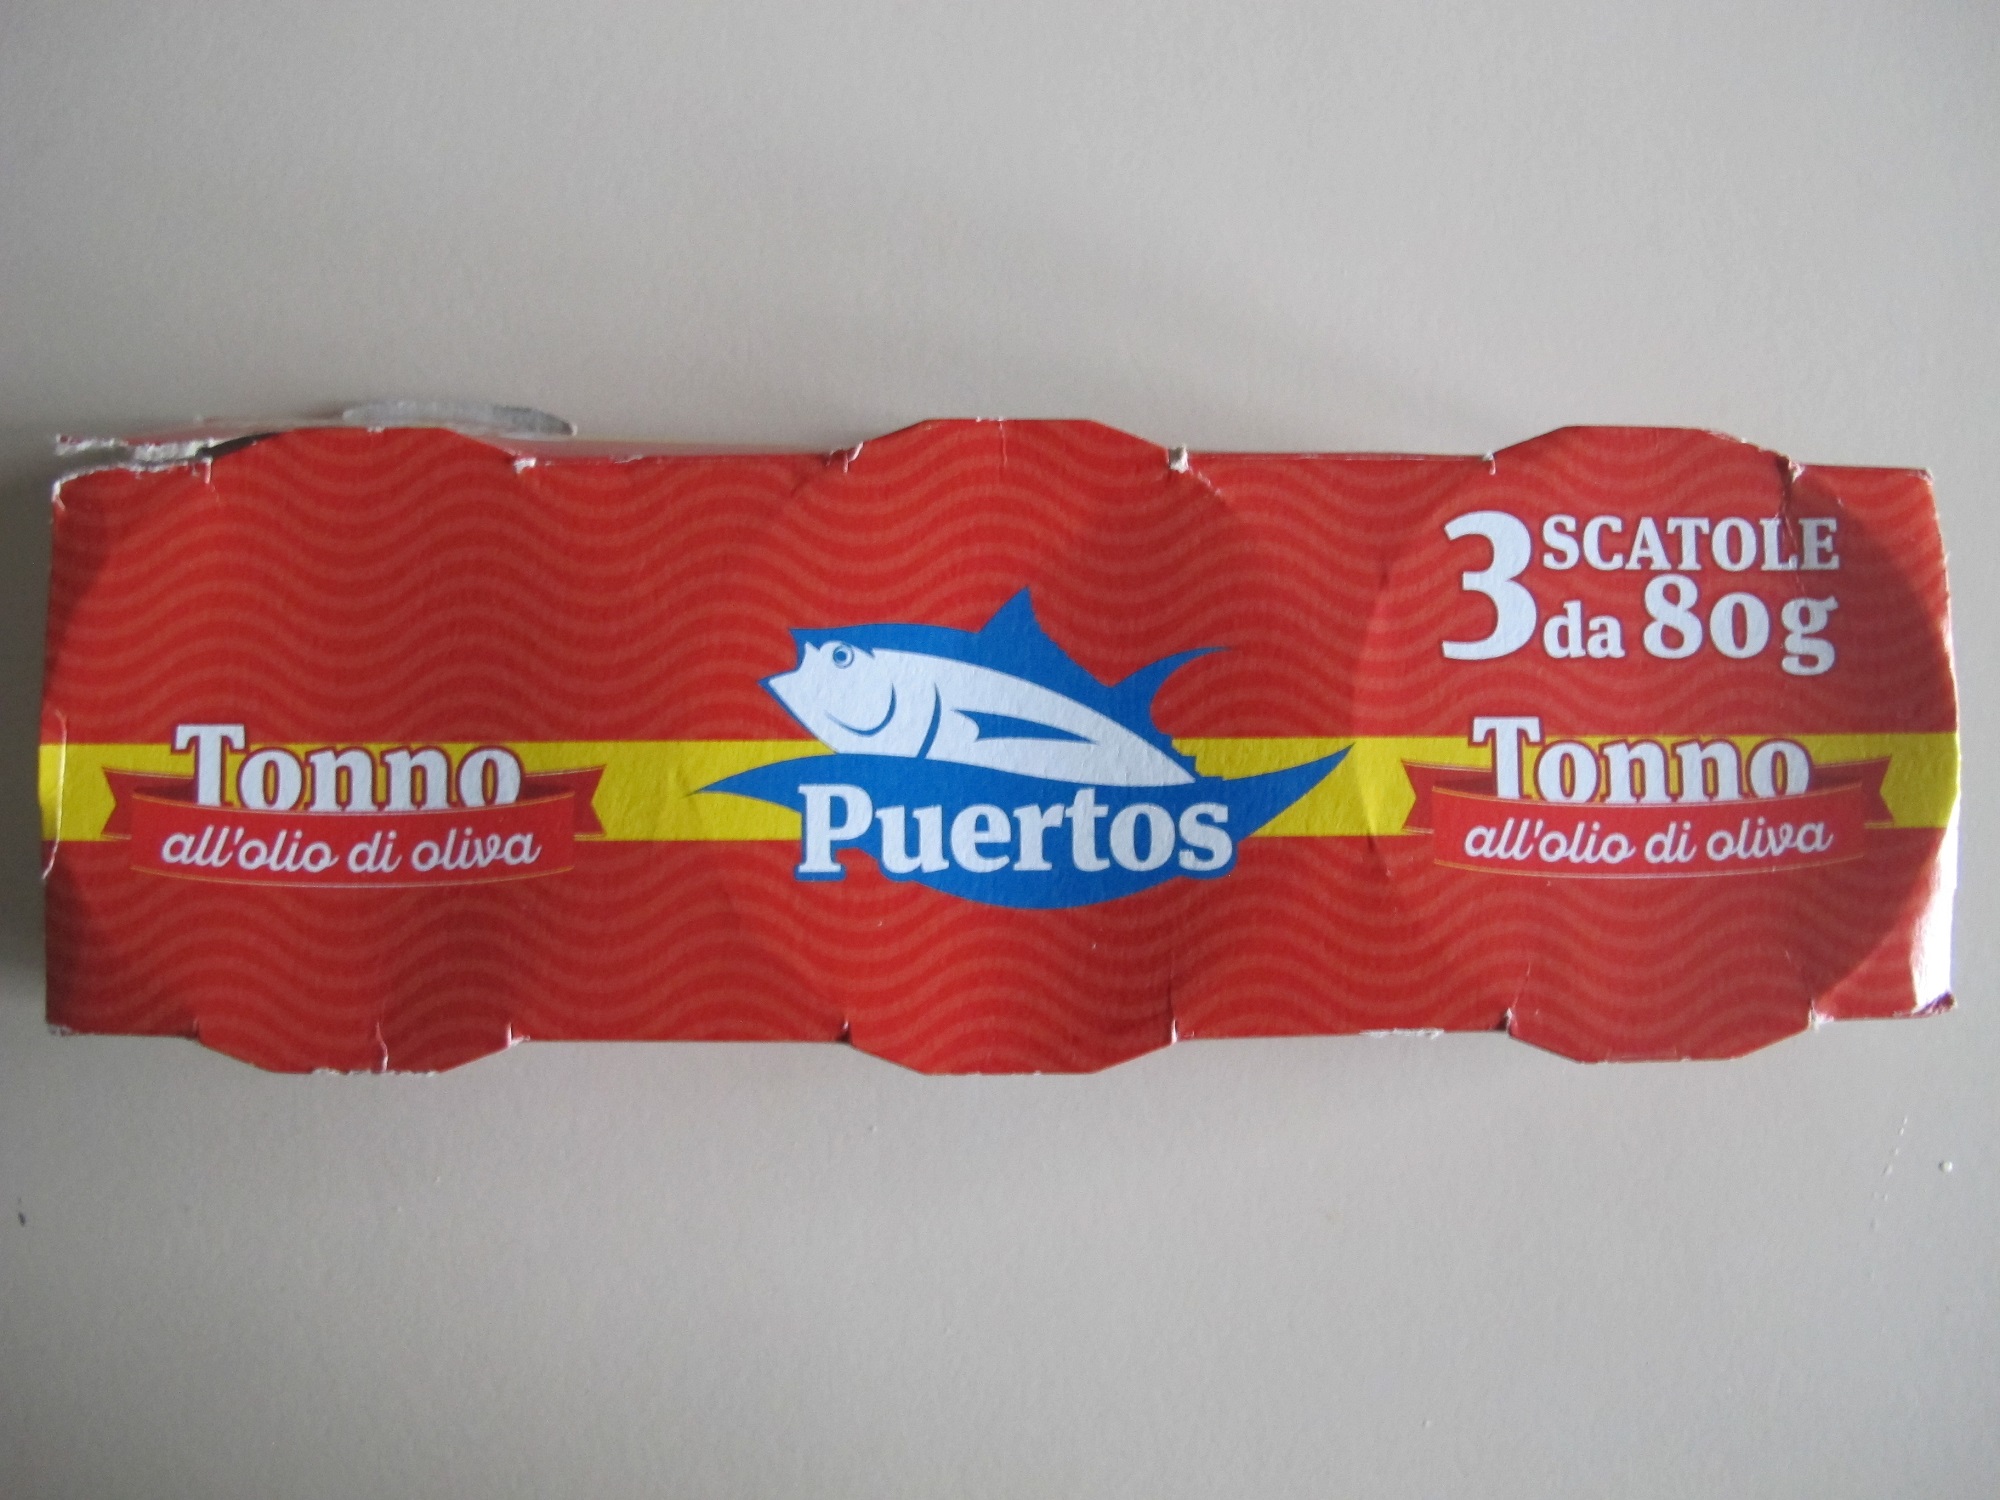 3 SCATOLE
da 80g
Tonno
all'olio di oliva
Puertos
Tonno
all'olio di oliva